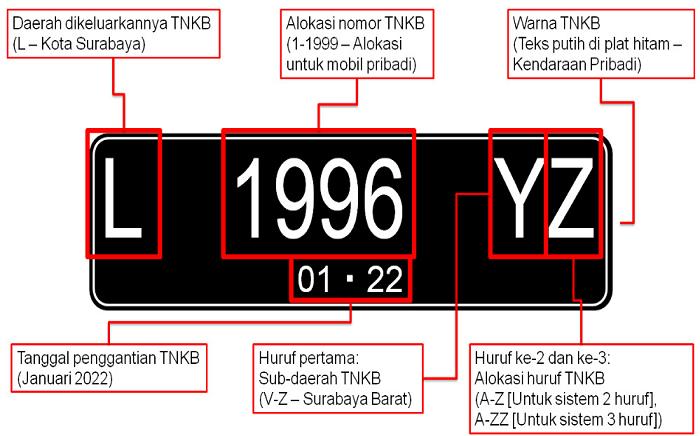 Daerah dikeluarkannya TNKB
(L – Kota Surabaya)
Alokasi nomor TNKB
(1-1999 – Alokasi
untuk mobil pribadi)
Warna TNKB
(Teks putih di plat hitam –
Kendaraan Pribadi)
L 1996 YZ
01 · 22
Tanggal penggantian TNKB
(Januari 2022)
Huruf pertama:
Sub-daerah TNKB
(V-Z – Surabaya Barat)
Huruf ke-2 dan ke-3:
Alokasi huruf TNKB
(A-Z [Untuk sistem 2 huruf],
A-ZZ [Untuk sistem 3 huruf])